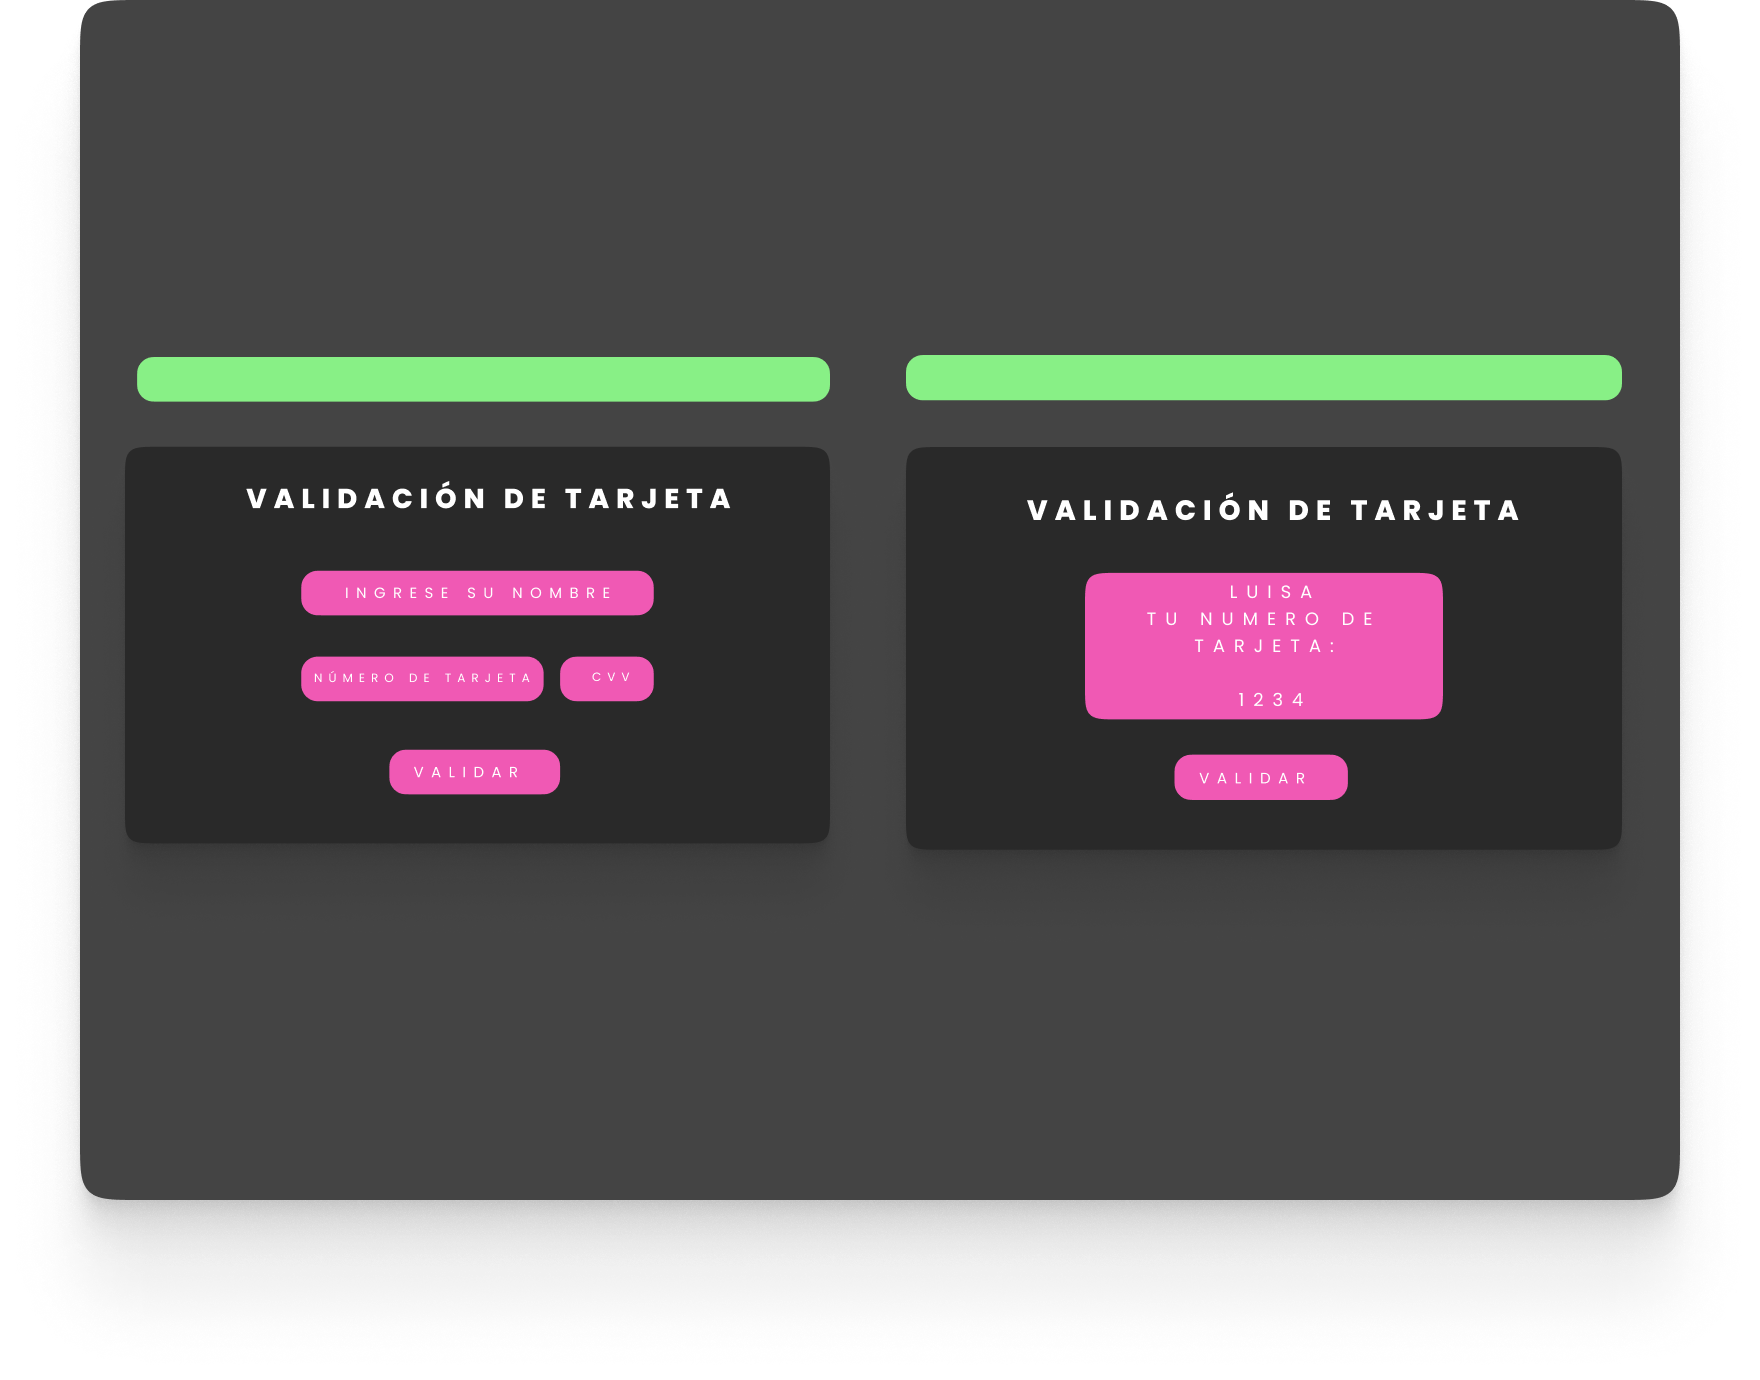 VALIDACIÓN DE TARJETA
INGRESE SU NOMBRE
NÚMERO DE TARJETA
CVV
VALIDAR
VALIDACIÓN DE TARJETA
LUISA
TU NUMERO DE
TARJETA:
1234
VALIDAR